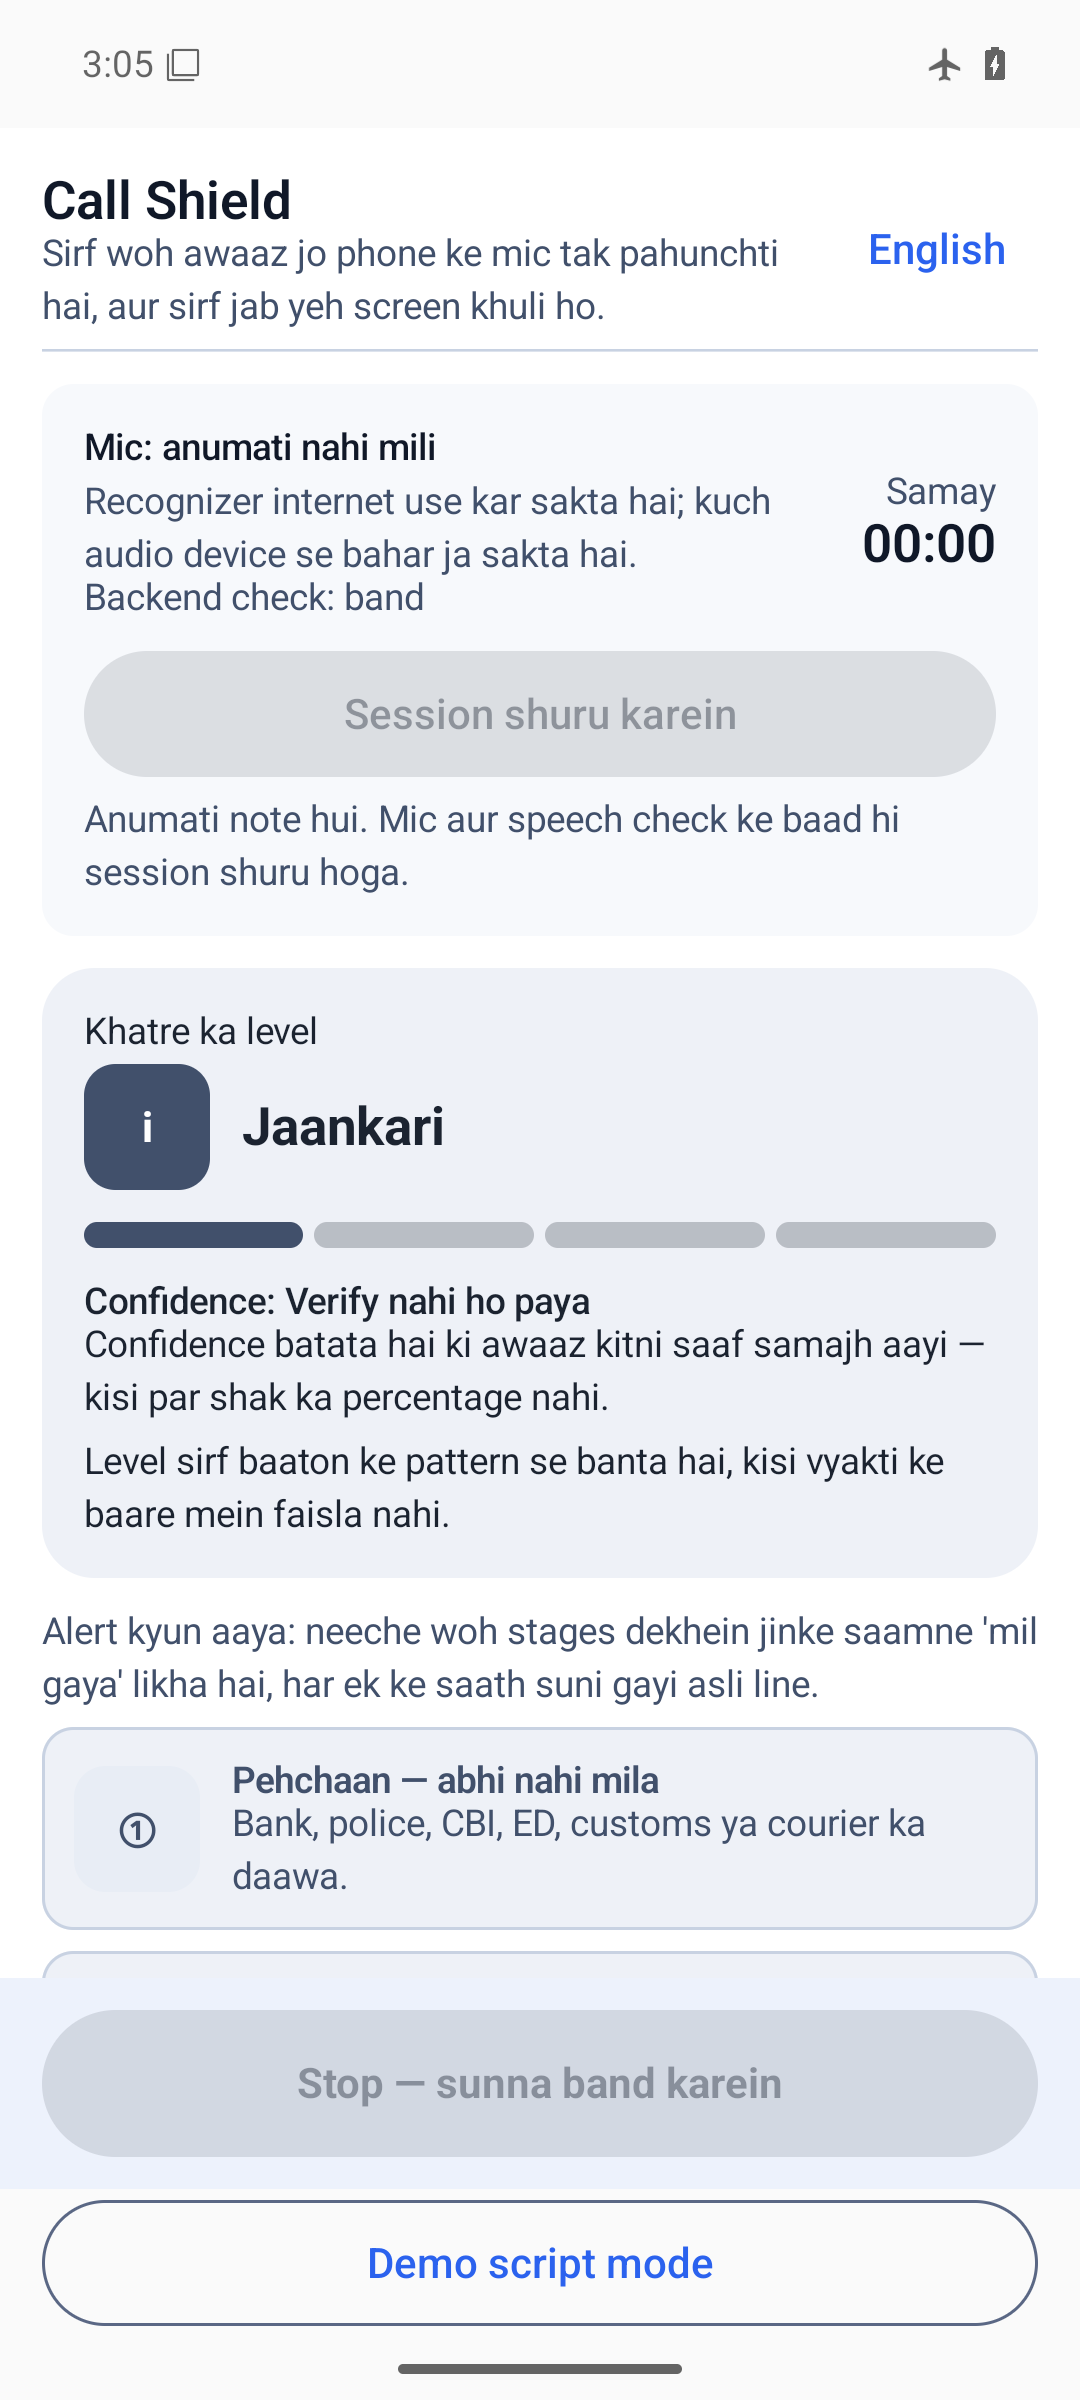 3:05
Call Shield
Sirf woh awaaz jo phone ke mic tak pahunchti
hai, aur sirf jab yeh screen khuli ho.
English
Mic: anumati nahi mili
Recognizer internet use kar sakta hai; kuch
audio device se bahar ja sakta hai.
Backend check: band
Samay
00:00
Session shuru karein
Anumati note hui. Mic aur speech check ke baad hi
session shuru hoga.
Khatre ka level
i
Jaankari
Confidence: Verify nahi ho paya
Confidence batata hai ki awaaz kitni saaf samajh aayi —
kisi par shak ka percentage nahi.
Level sirf baaton ke pattern se banta hai, kisi vyakti ke
baare mein faisla nahi.
Alert kyun aaya: neeche woh stages dekhein jinke saamne 'mil
gaya' likha hai, har ek ke saath suni gayi asli line.
①
Pehchaan — abhi nahi mila
Bank, police, CBI, ED, customs ya courier ka
daawa.
Stop — sunna band karein
Demo script mode